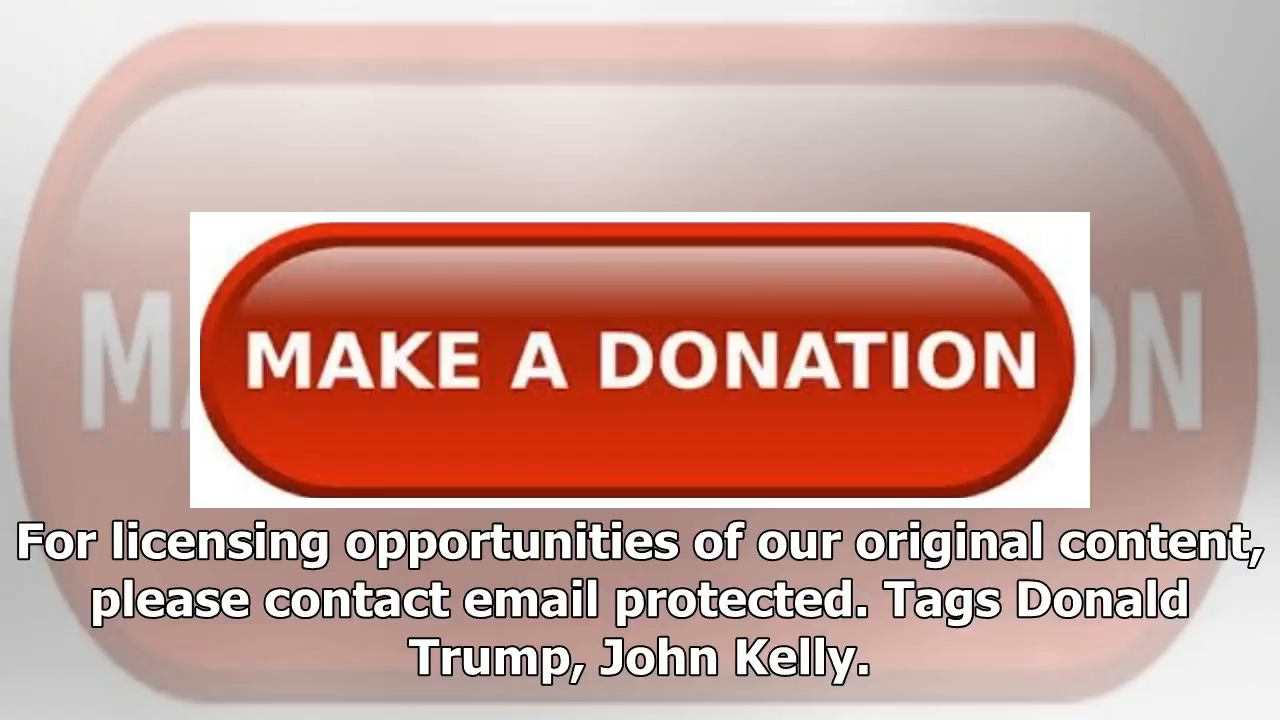 MAKE A DONATION
For licensing opportunities of our original content,
please contact email protected. Tags Donald
Trump, John Kelly.